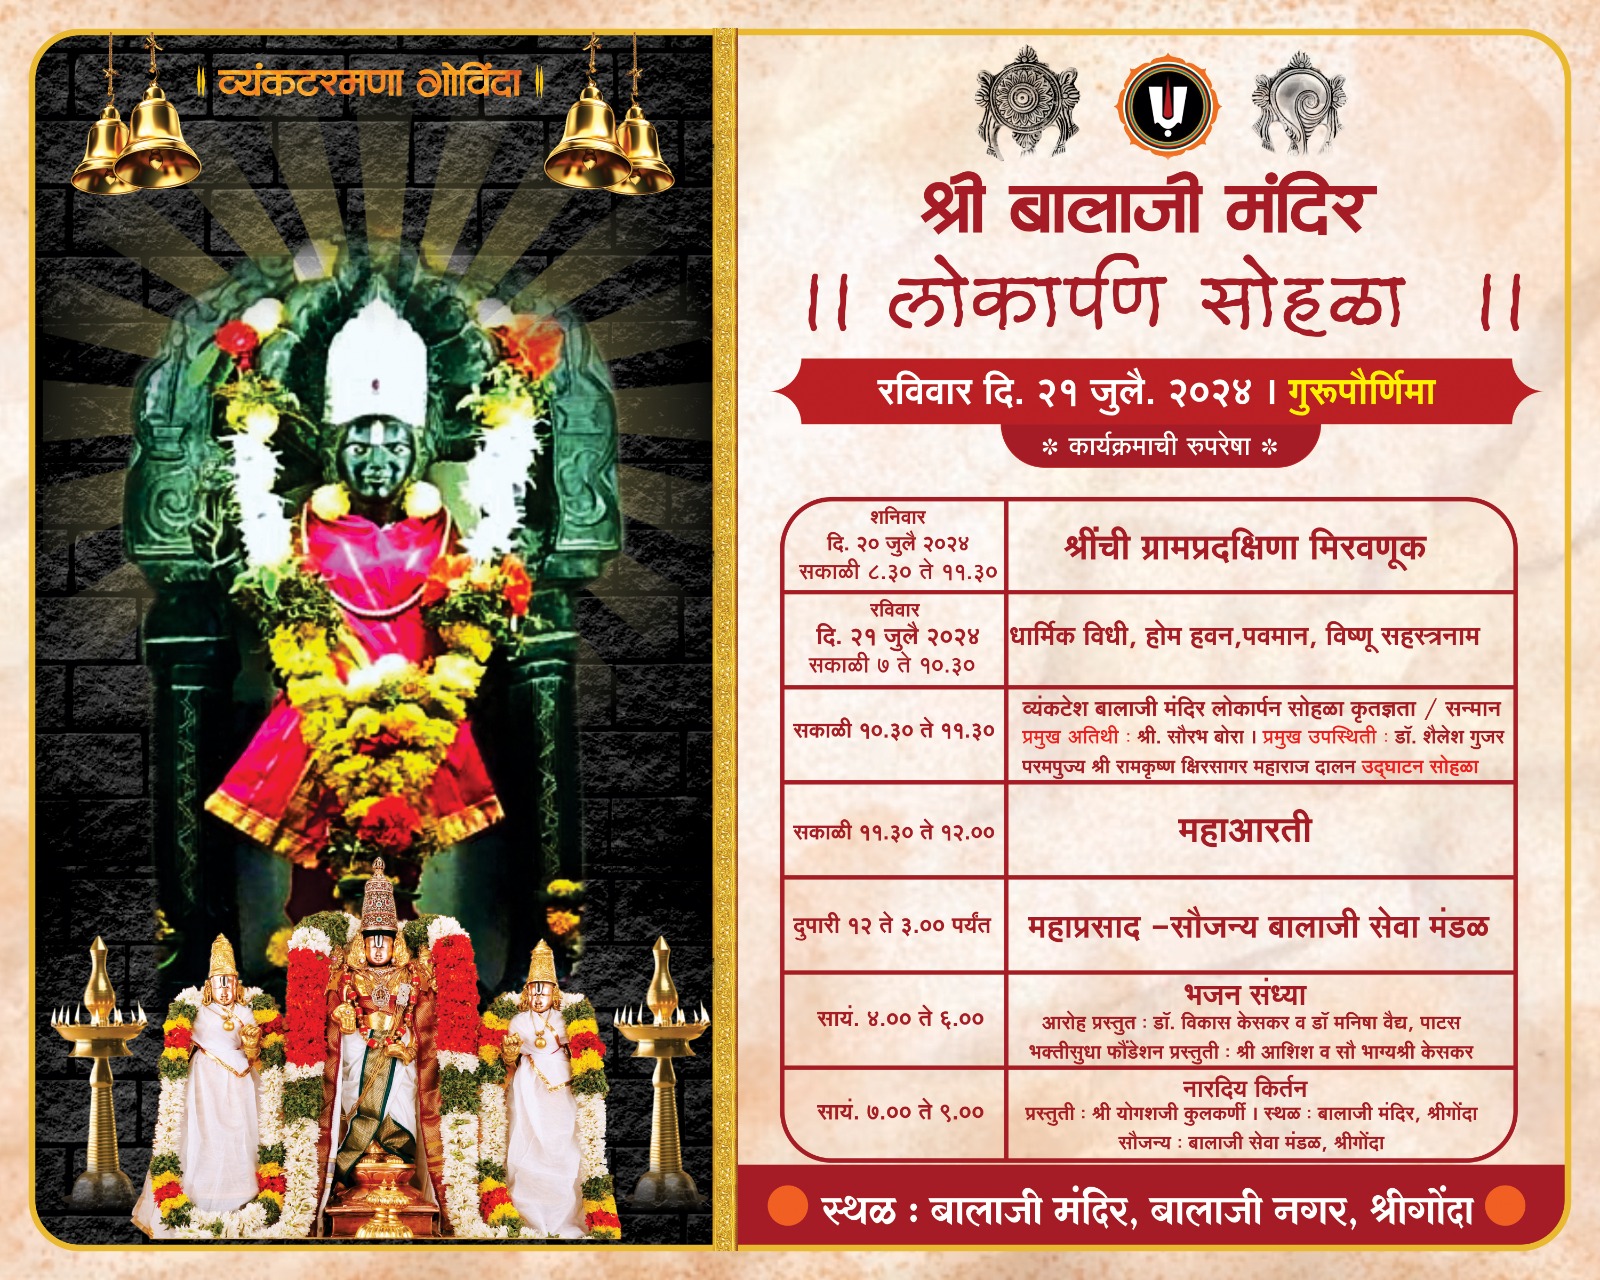 ॥ व्यंकटरमणा गोविंदा ॥
श्री बालाजी मंदिर
।। लोकार्पण सोहळा ।।
रविवार दि. २१ जुलै. २०२४ । गुरूपौर्णिमा
✲ कार्यक्रमाची रुपरेषा ✲
शनिवार
दि. २० जुलै २०२४
सकाळी ८.३० ते ११.३०
श्रींची ग्रामप्रदक्षिणा मिरवणूक
रविवार
दि. २१ जुलै २०२४
सकाळी ७ ते १०.३०
धार्मिक विधी, होम हवन,पवमान, विष्णू सहस्त्रनाम
सकाळी १०.३० ते ११.३०
व्यंकटेश बालाजी मंदिर लोकार्पन सोहळा कृतज्ञता / सन्मान
प्रमुख अतिथी : श्री. सौरभ बोरा । प्रमुख उपस्थिती : डॉ. शैलेश गुजर
परमपुज्य श्री रामकृष्ण क्षिरसागर महाराज दालन उद्घाटन सोहळा
सकाळी ११.३० ते १२.००
महाआरती
दुपारी १२ ते ३.०० पर्यंत
महाप्रसाद –सौजन्य बालाजी सेवा मंडळ
सायं. ४.०० ते ६.००
भजन संध्या
आरोह प्रस्तुत : डॉ. विकास केसकर व डॉ मनिषा वैद्य, पाटस
भक्तीसुधा फौंडेशन प्रस्तुती : श्री आशिश व सौ भाग्यश्री केसकर
सायं. ७.०० ते ९.००
नारदिय किर्तन
प्रस्तुती : श्री योगशजी कुलकर्णी । स्थळ : बालाजी मंदिर, श्रीगोंदा
सौजन्य : बालाजी सेवा मंडळ, श्रीगोंदा
स्थळ : बालाजी मंदिर, बालाजी नगर, श्रीगोंदा